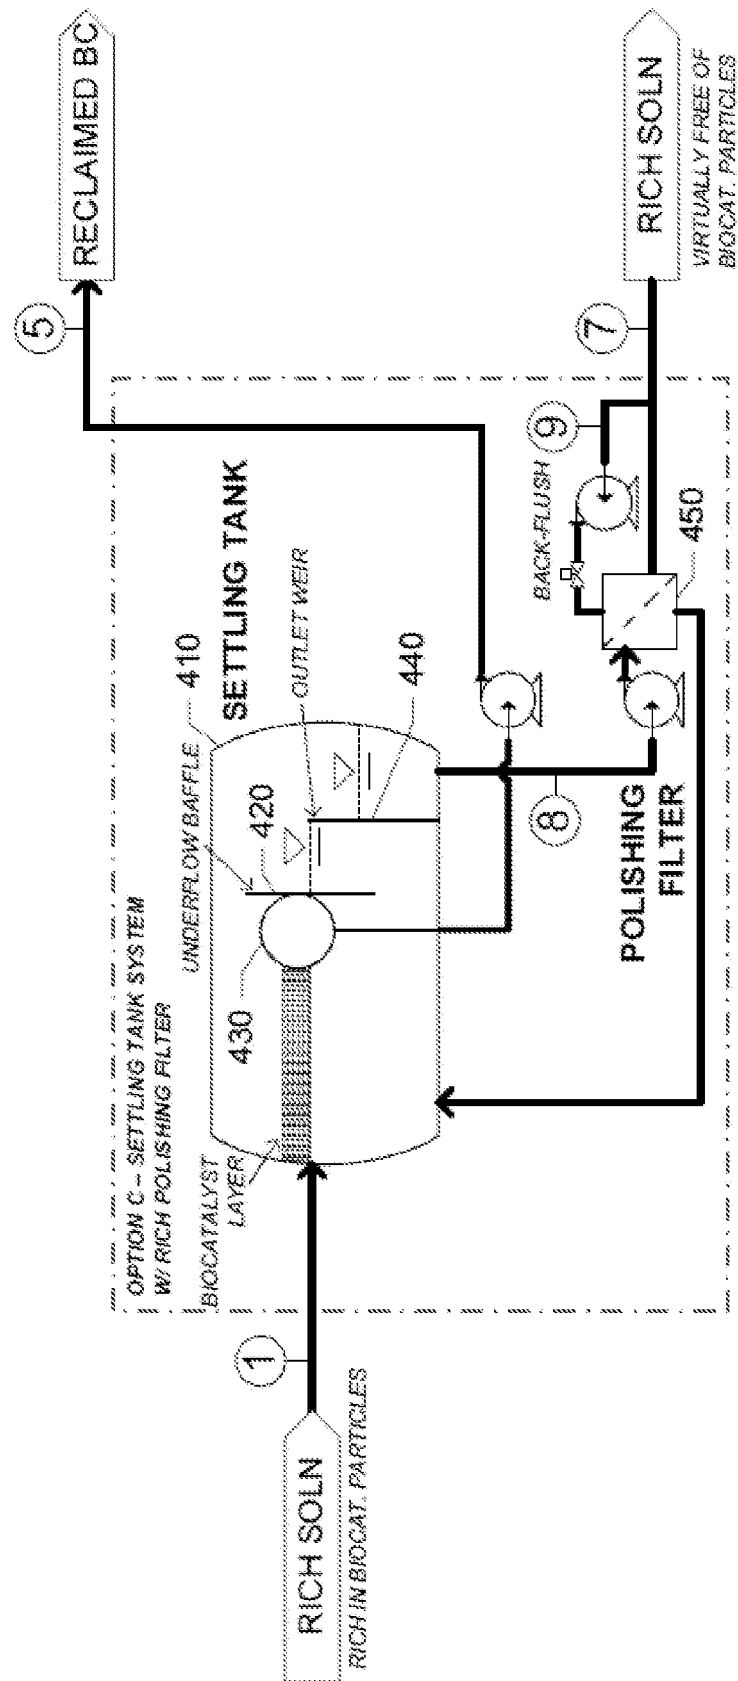 OPTION C – SETTLING TANK SYSTEM
W/ RICH POLISHING FILTER
RICH SOLN
RICH IN BIOCAT. PARTICLES
1
BIOCATALYST
LAYER
430
UNDERFLOW BAFFLE
420
410
SETTLING TANK
OUTLET WEIR
440
5
RECLAIMED BC
8
POLISHING
FILTER
BACK-FLUSH
9
450
7
RICH SOLN
VIRTUALLY FREE OF
BIOCAT. PARTICLES